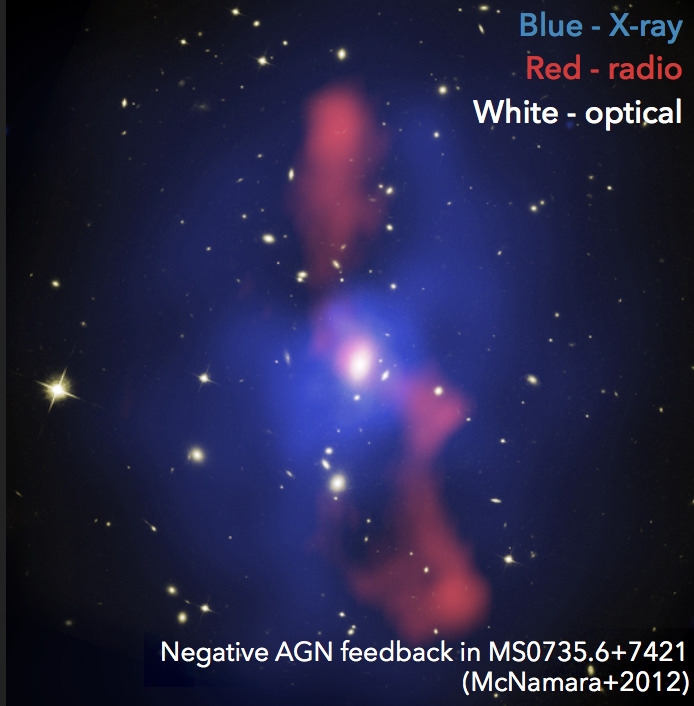 Blue - X-ray
Red - radio
White - optical
Negative AGN feedback in MS0735.6+7421
(McNamara+2012)